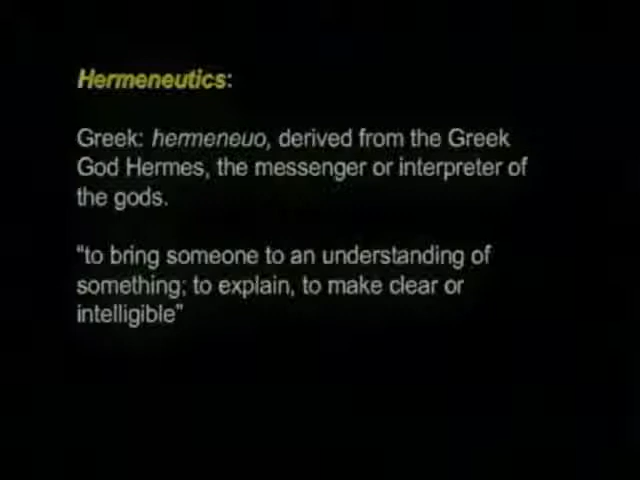 Hermeneutics:
Greek: hermeneuo, derived from the Greek
God Hermes, the messenger or interpreter of
the gods.
“to bring someone to an understanding of
something; to explain, to make clear or
intelligible”